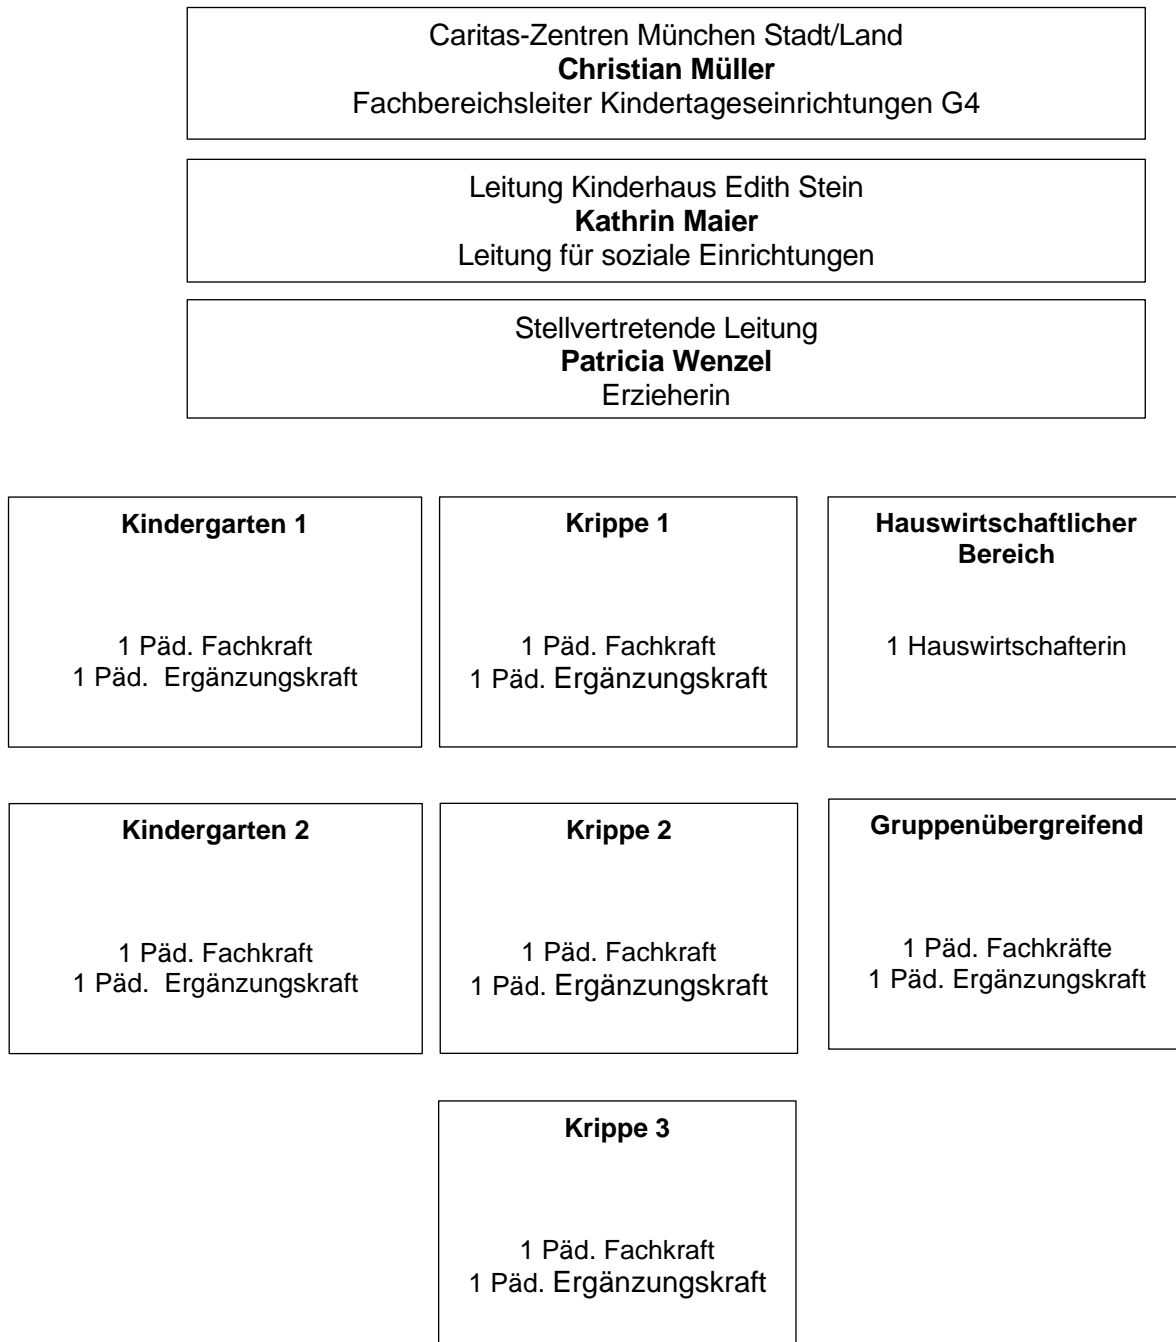 Caritas-Zentren München Stadt/Land
Christian Müller
Fachbereichsleiter Kindertageseinrichtungen G4
Leitung Kinderhaus Edith Stein
Kathrin Maier
Leitung für soziale Einrichtungen
Stellvertretende Leitung
Patricia Wenzel
Erzieherin
Kindergarten 1
1 Päd. Fachkraft
1 Päd. Ergänzungskraft
Krippe 1
1 Päd. Fachkraft
1 Päd. Ergänzungskraft
Hauswirtschaftlicher
Bereich
1 Hauswirtschafterin
Kindergarten 2
1 Päd. Fachkraft
1 Päd. Ergänzungskraft
Krippe 2
1 Päd. Fachkraft
1 Päd. Ergänzungskraft
Gruppenübergreifend
1 Päd. Fachkräfte
1 Päd. Ergänzungskraft
Krippe 3
1 Päd. Fachkraft
1 Päd. Ergänzungskraft